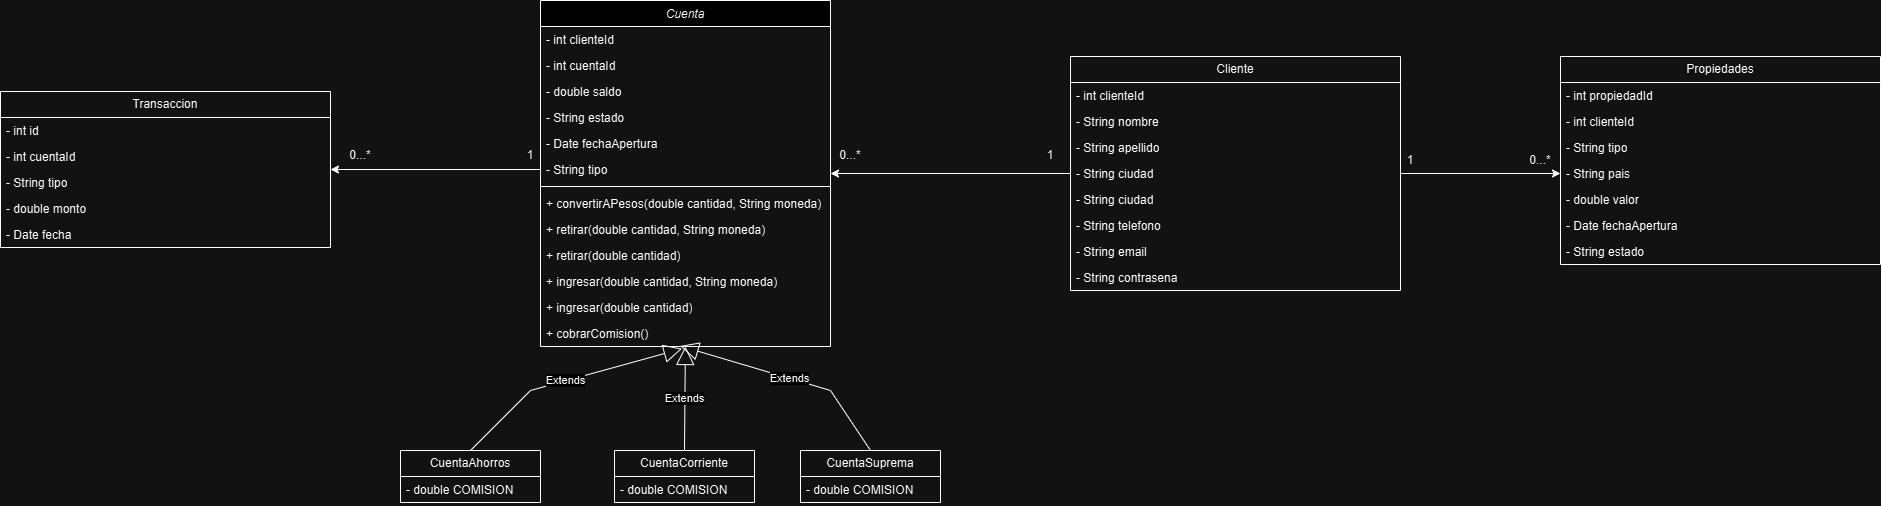 Transaccion
- int id
- int cuentaId
- String tipo
- double monto
- Date fecha
0...*
1
Cuenta
- int clienteId
- int cuentaId
- double saldo
- String estado
- Date fechaApertura
- String tipo
+ convertirAPesos(double cantidad, String moneda)
+ retirar(double cantidad, String moneda)
+ retirar(double cantidad)
+ ingresar(double cantidad, String moneda)
+ ingresar(double cantidad)
+ cobrarComision()
0...*
1
Cliente
- int clienteId
- String nombre
- String apellido
- String ciudad
- String ciudad
- String telefono
- String email
- String contrasena
1
0...*
Propiedades
- int propiedadId
- int clienteId
- String tipo
- String pais
- double valor
- Date fechaApertura
- String estado
Extends
Extends
Extends
CuentaAhorros
- double COMISION
CuentaCorriente
- double COMISION
CuentaSuprema
- double COMISION